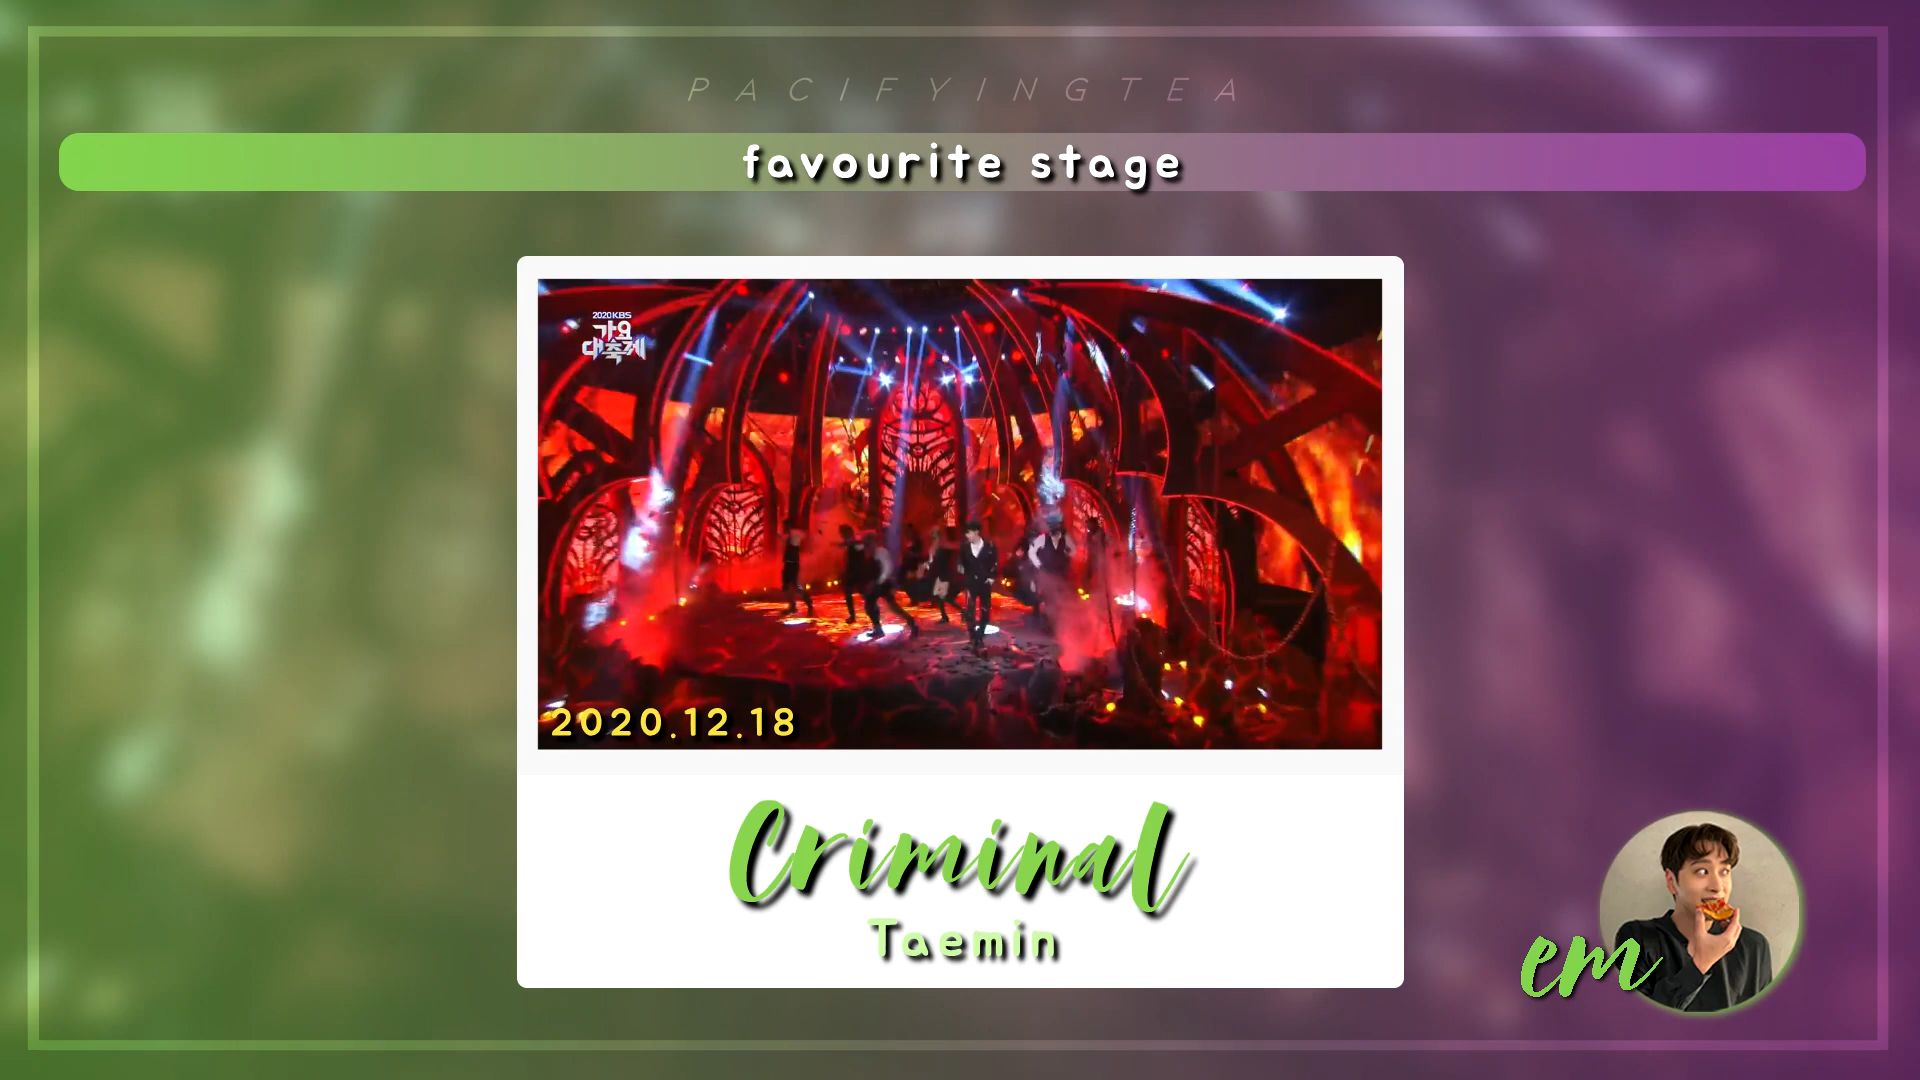 PACIFYINGTEA
favourite stage
2020 KBS
가요
대축제
2020.12.18
Criminal
Taemin
em